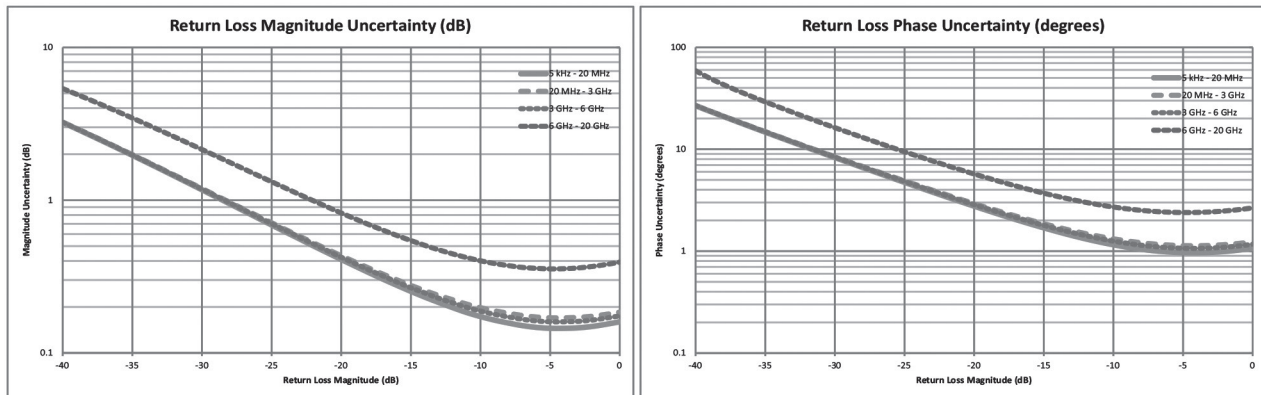 Return Loss Magnitude Uncertainty (dB)
10
1
0.1
Magnitude Uncertainty (dB)
5 kHz - 20 MHz
20 MHz - 3 GHz
3 GHz - 6 GHz
6 GHz - 20 GHz
-40 -35 -30 -25 -20 -15 -10 -5 0
Return Loss Magnitude (dB)
Return Loss Phase Uncertainty (degrees)
100
10
1
0.1
Phase Uncertainty (degrees)
5 kHz - 20 MHz
20 MHz - 3 GHz
3 GHz - 6 GHz
6 GHz - 20 GHz
-40 -35 -30 -25 -20 -15 -10 -5 0
Return Loss Magnitude (dB)